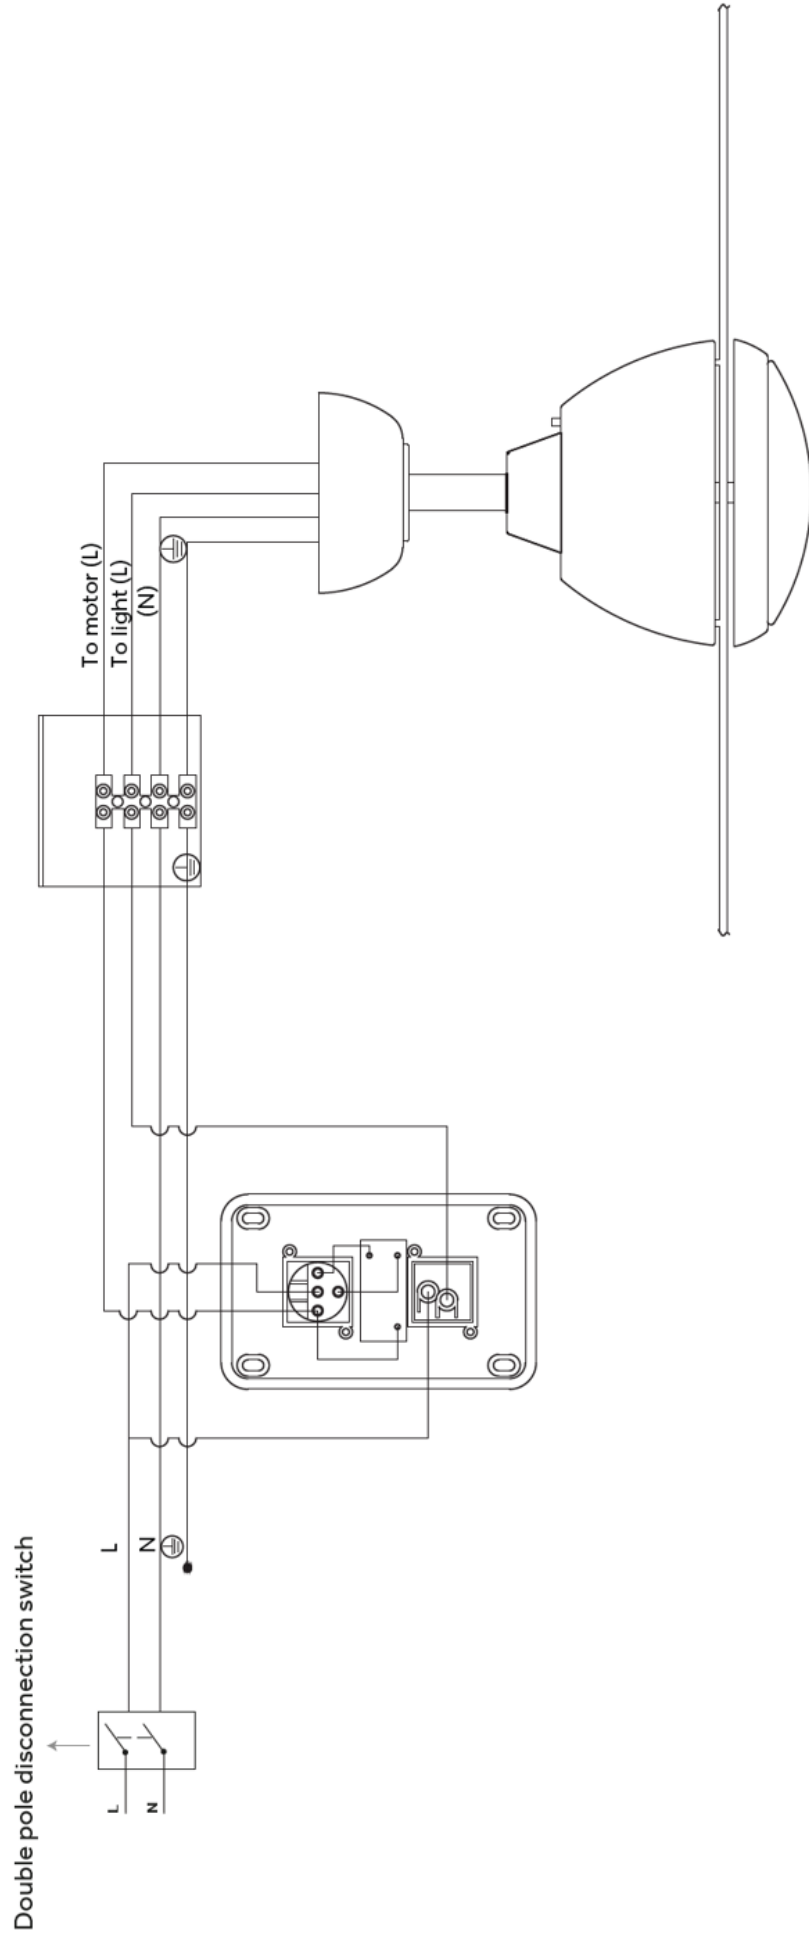 Double pole disconnection switch
L
N
L
N
To motor (L)
To light (L)
(N)